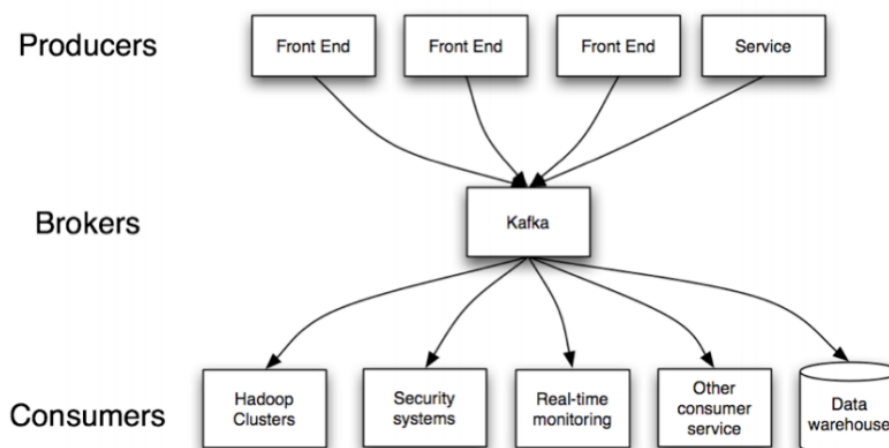 Producers
Front End
Front End
Front End
Service
Brokers
Kafka
Consumers
Hadoop
Clusters
Security
systems
Real-time
monitoring
Other
consumer
service
Data
warehouse